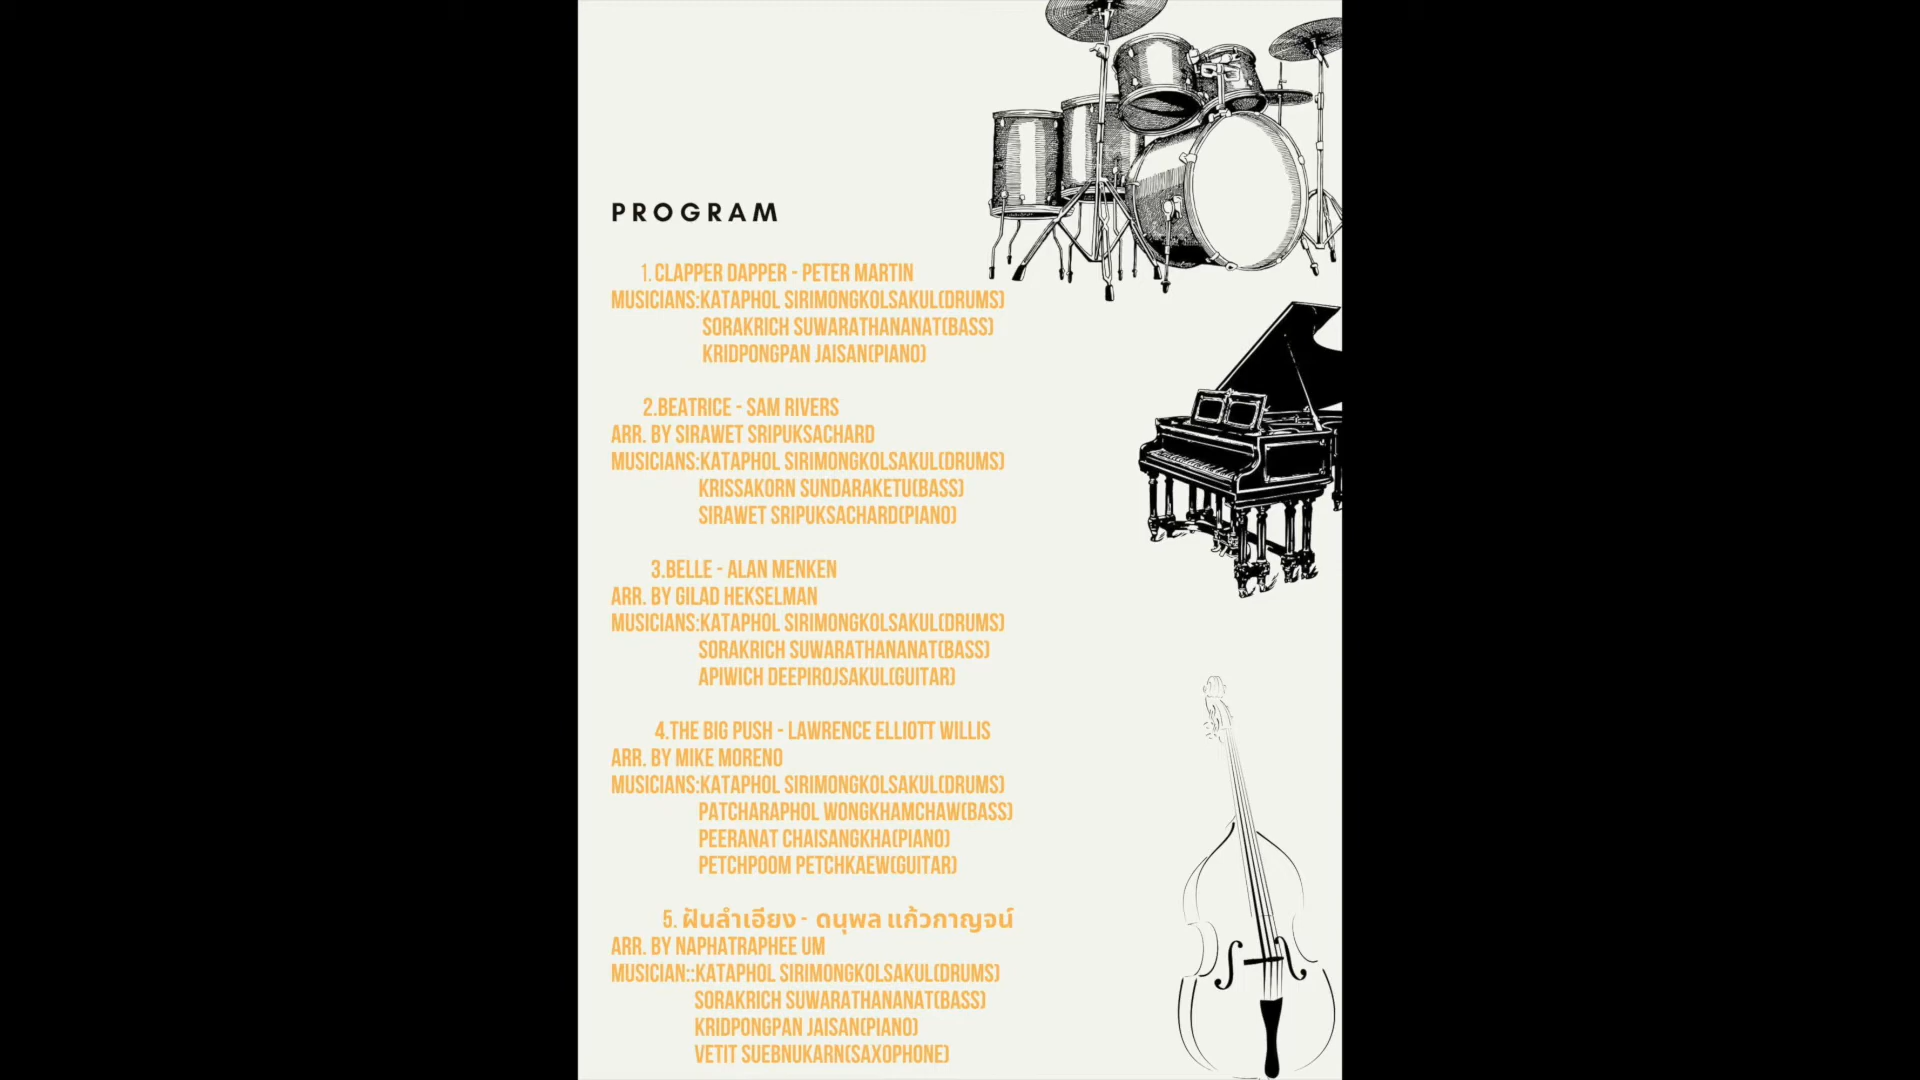 PROGRAM
1. CLAPPER DAPPER - PETER MARTIN
MUSICIANS:KATAPHOL SIRIMONGKOLSAKUL(DRUMS)
SORAKRICH SUWARATHANANAT(BASS)
KRIDPONGPAN JAISAN(PIANO)
2.BEATRICE - SAM RIVERS
ARR. BY SIRAWET SRIPUKSACHARD
MUSICIANS:KATAPHOL SIRIMONGKOLSAKUL(DRUMS)
KRISSAKORN SUNDARAKETU(BASS)
SIRAWET SRIPUKSACHARD(PIANO)
3.BELLE - ALAN MENKEN
ARR. BY GILAD HEKSELMAN
MUSICIANS:KATAPHOL SIRIMONGKOLSAKUL(DRUMS)
SORAKRICH SUWARATHANANAT(BASS)
APIWICH DEEPIROJSAKUL(GUITAR)
4.THE BIG PUSH - LAWRENCE ELLIOTT WILLIS
ARR. BY MIKE MORENO
MUSICIANS:KATAPHOL SIRIMONGKOLSAKUL(DRUMS)
PATCHARAPHOL WONGKHAMCHAW(BASS)
PEERANAT CHAISANGKHA(PIANO)
PETCHPOOM PETCHKAEW(GUITAR)
5. ฝันลำเอียง - ดนุพล แก้วกาญจน์
ARR. BY NAPHATRAPHEE UM
MUSICIAN::KATAPHOL SIRIMONGKOLSAKUL(DRUMS)
SORAKRICH SUWARATHANANAT(BASS)
KRIDPONGPAN JAISAN(PIANO)
VETIT SUEBNUKARN(SAXOPHONE)